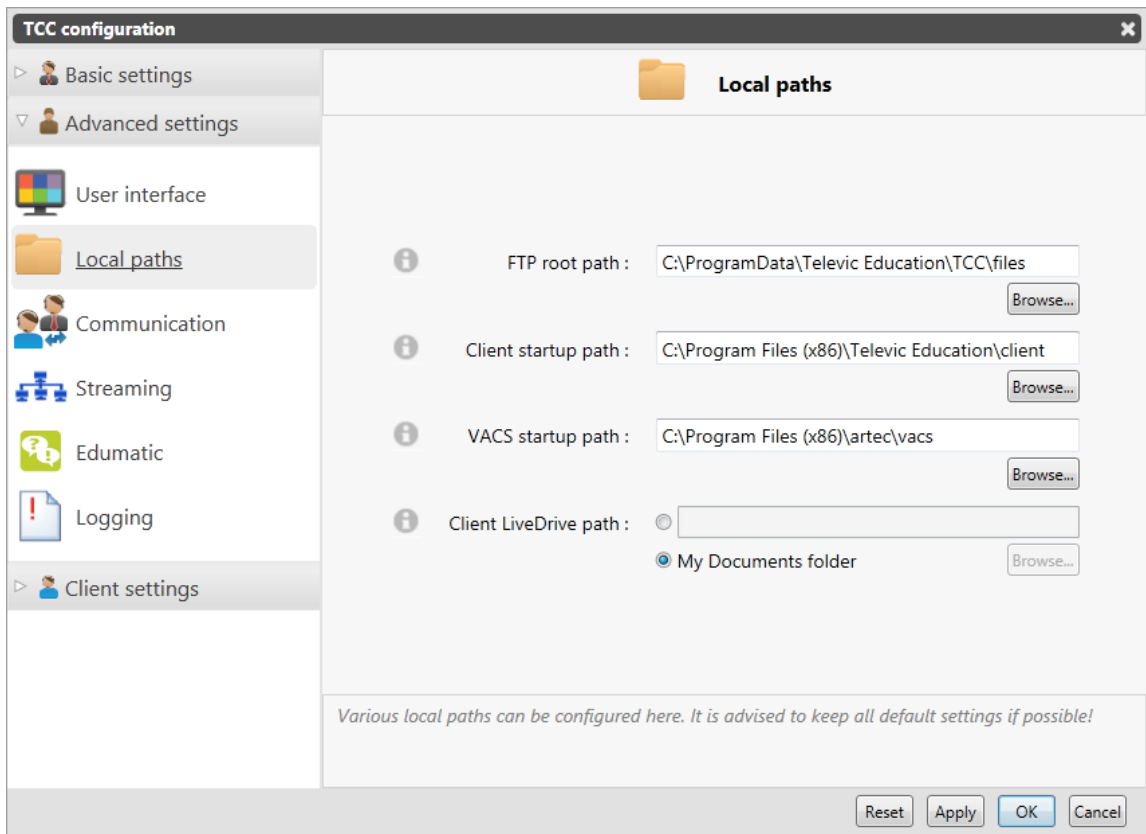 TCC configuration
Basic settings
Advanced settings
User interface
Local paths
Communication
Streaming
Edumatic
Logging
Client settings
Local paths
FTP root path : C:\ProgramData\Televic Education\TCC\files
Browse...
Client startup path : C:\Program Files (x86)\Televic Education\client
Browse...
VACS startup path : C:\Program Files (x86)\artec\vacs
Browse...
Client LiveDrive path :
My Documents folder Browse...
Various local paths can be configured here. It is advised to keep all default settings if possible!
Reset Apply OK Cancel